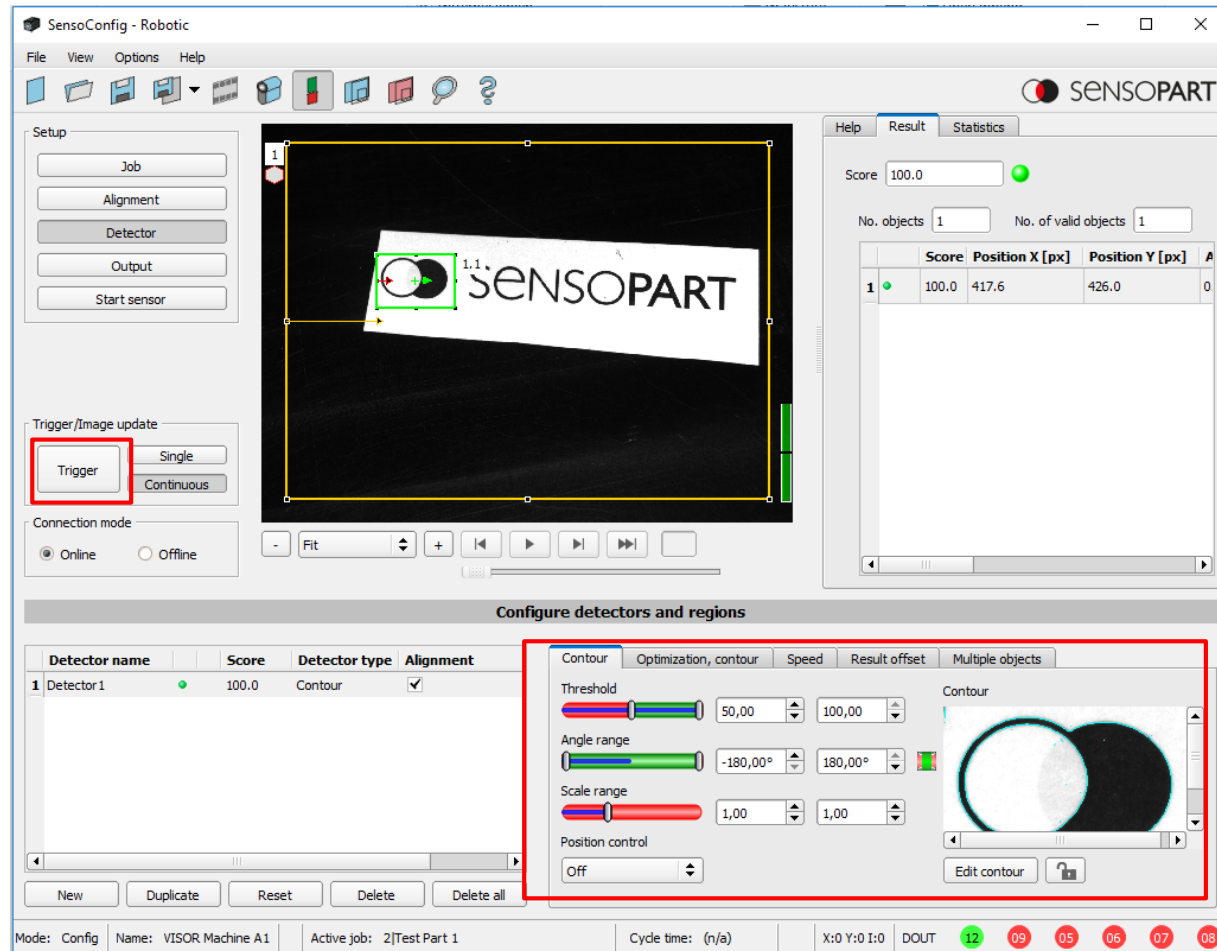 SensoConfig - Robotic
File View Options Help
SENSOPART
Setup
Job
Alignment
Detector
Output
Start sensor
1
1.1
SENSOPART
Help Result Statistics
Score 100.0
No. objects 1 No. of valid objects 1
Score Position X [px] Position Y [px] A
1 100.0 417.6 426.0 0
Trigger/Image update
Trigger
Single
Continuous
Connection mode
Online Offline
- Fit +
Configure detectors and regions
Detector name Score Detector type Alignment
1 Detector1 100.0 Contour
New Duplicate Reset Delete Delete all
Contour Optimization, contour Speed Result offset Multiple objects
Threshold
50,00 100,00
Angle range
-180,00° 180,00°
Scale range
1,00 1,00
Position control
Off
Contour
Edit contour
Mode: Config Name: VISOR Machine A1 Active job: 2|Test Part 1 Cycle time: (n/a) X:0 Y:0 I:0 DOUT 12 09 05 06 07 08